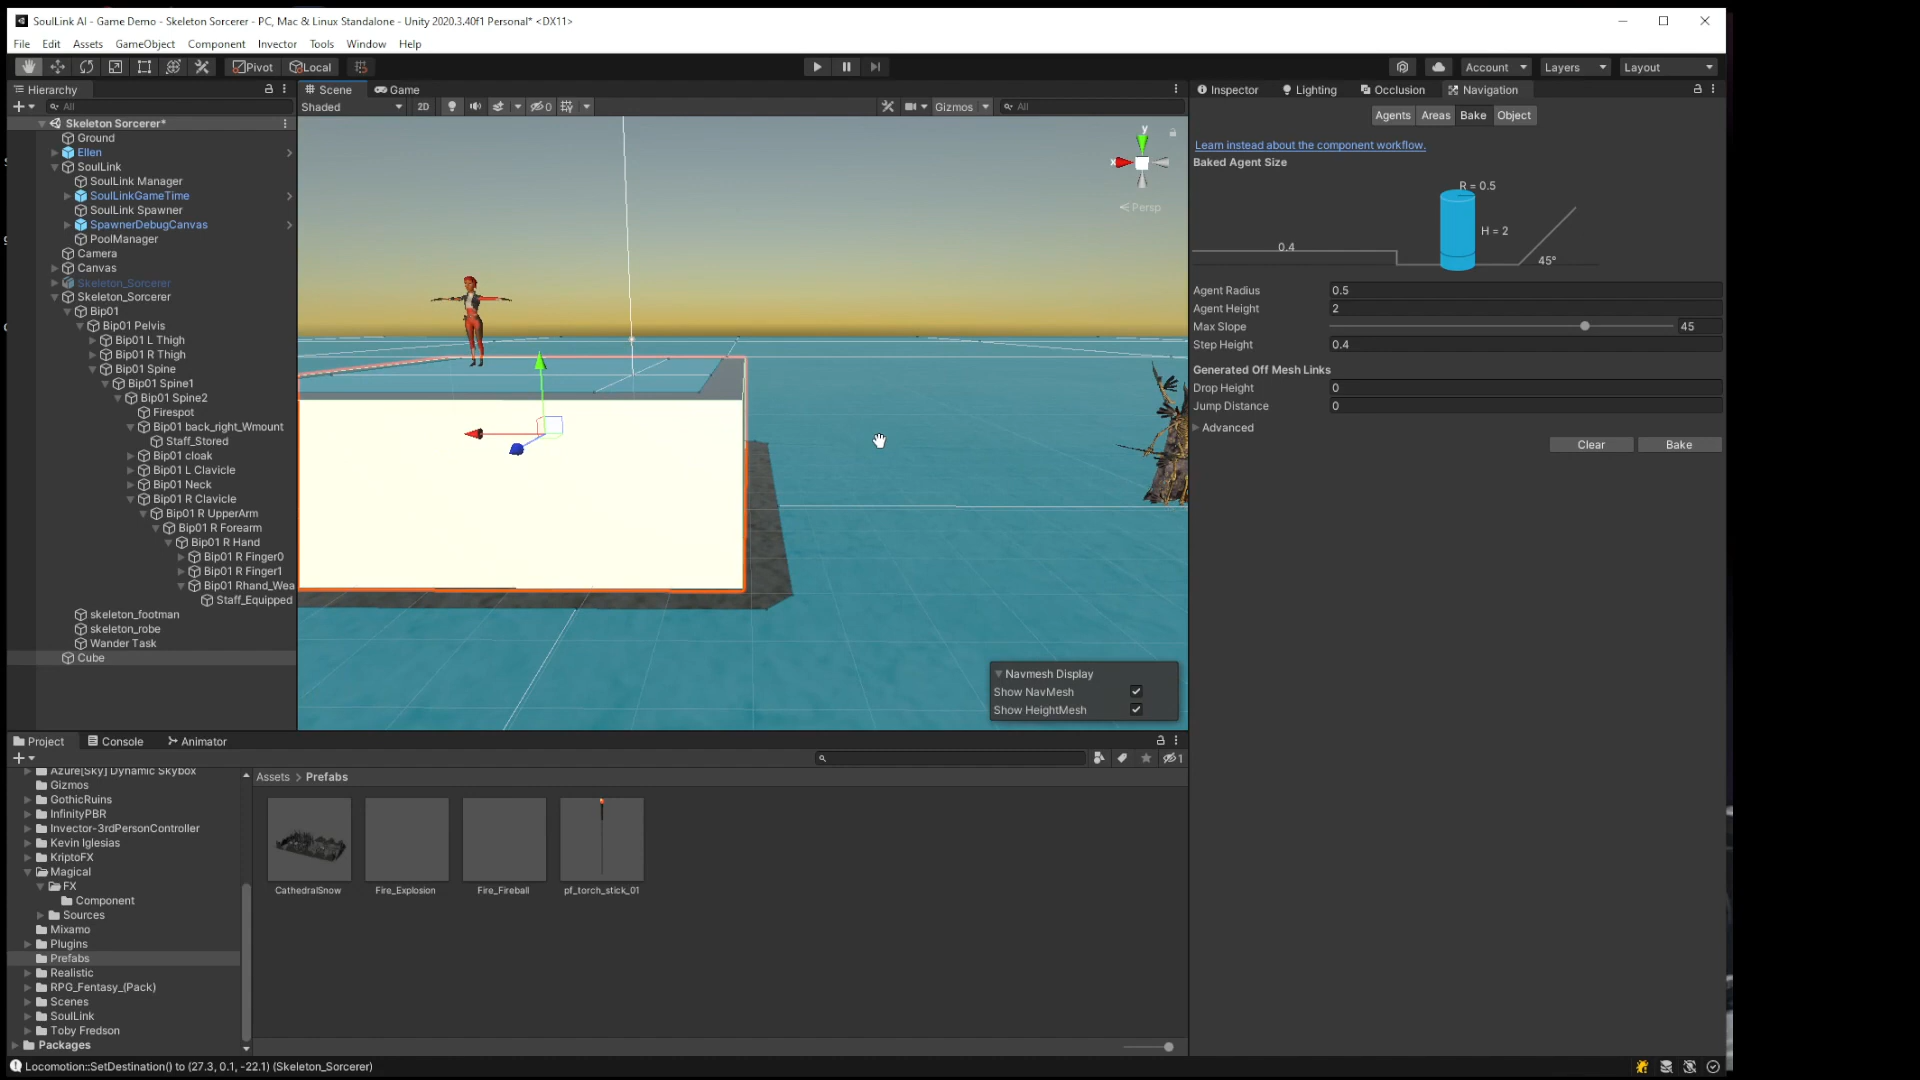 SoulLink AI - Game Demo - Skeleton Sorcerer - PC, Mac & Linux Standalone - Unity 2020.3.40f1 Personal* <DX11>
File Edit Assets GameObject Component Invector Tools Window Help
Pivot Local Account Layers Layout
Hierarchy
All
Skeleton Sorcerer*
Ground
Ellen
SoulLink
SoulLink Manager
SoulLinkGameTime
SoulLink Spawner
SpawnerDebugCanvas
PoolManager
Camera
Canvas
Skeleton_Sorcerer
Skeleton_Sorcerer
Bip01
Bip01 Pelvis
Bip01 L Thigh
Bip01 R Thigh
Bip01 Spine
Bip01 Spine1
Bip01 Spine2
Firespot
Bip01 back_right_Wmount
Staff_Stored
Bip01 cloak
Bip01 L Clavicle
Bip01 Neck
Bip01 R Clavicle
Bip01 R UpperArm
Bip01 R Forearm
Bip01 R Hand
Bip01 R Finger0
Bip01 R Finger1
Bip01 Rhand_Wea
Staff_Equipped
skeleton_footman
skeleton_robe
Wander Task
Cube
Scene Game
Shaded 2D 0 Gizmos All
y
x
Persp
Navmesh Display
Show NavMesh
Show HeightMesh
Inspector Lighting Occlusion Navigation
Agents Areas Bake Object
Learn instead about the component workflow.
Baked Agent Size
R = 0.5
H = 2
0.4
45°
Agent Radius 0.5
Agent Height 2
Max Slope 45
Step Height 0.4
Generated Off Mesh Links
Drop Height 0
Jump Distance 0
Advanced
Clear Bake
Project Console Animator
1
Azure[Sky] Dynamic Skybox
Gizmos
GothicRuins
InfinityPBR
Invector-3rdPersonController
Kevin Iglesias
KriptoFX
Magical
FX
Component
Sources
Mixamo
Plugins
Prefabs
Realistic
RPG_Fantasy_(Pack)
Scenes
SoulLink
Toby Fredson
Packages
Assets > Prefabs
CathedralSnow Fire_Explosion Fire_Fireball pf_torch_stick_01
Locomotion::SetDestination() to (27.3, 0.1, -22.1) (Skeleton_Sorcerer)